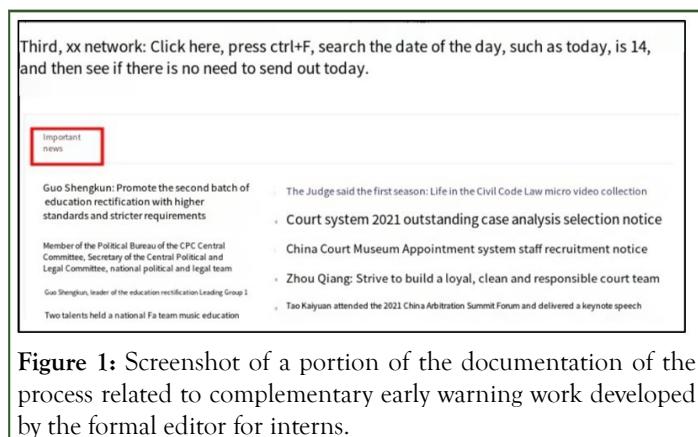 Third, xx network: Click here, press ctrl+F, search the date of the day, such as today, is 14,
and then see if there is no need to send out today.
Important
news
Guo Shengkun: Promote the second batch of
education rectification with higher
standards and stricter requirements
Member of the Political Bureau of the CPC Central
Committee, Secretary of the Central Political and
Legal Committee, national political and legal team
Guo Shengkun, leader of the education rectification Leading Group 1
Two talents held a national Fa team music education
The Judge said the first season: Life in the Civil Code Law micro video collection
Court system 2021 outstanding case analysis selection notice
China Court Museum Appointment system staff recruitment notice
Zhou Qiang: Strive to build a loyal, clean and responsible court team
Tao Kaiyuan attended the 2021 China Arbitration Summit Forum and delivered a keynote speech
Figure 1: Screenshot of a portion of the documentation of the
process related to complementary early warning work developed
by the formal editor for interns.